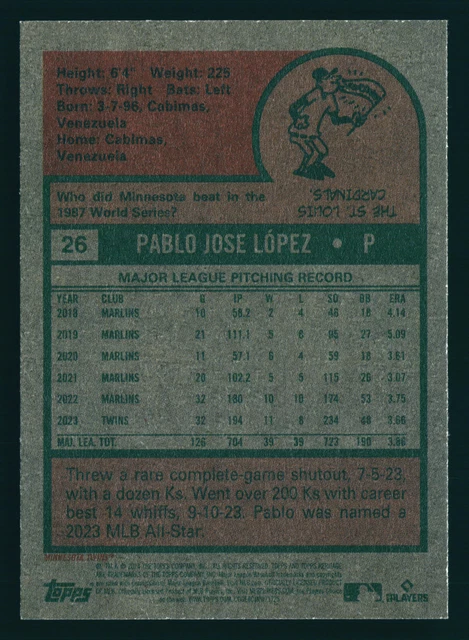 Height: 6'4" Weight: 225
Throws: Right Bats: Left
Born: 3-7-96, Cabimas,
Venezuela
Home: Cabimas,
Venezuela
Who did Minnesota beat in the
1987 World Series?
THE ST. LOUIS
CARDINALS.
26 PABLO JOSE LÓPEZ • P
MAJOR LEAGUE PITCHING RECORD
YEAR CLUB G IP W L SO BB ERA
2018 MARLINS 10 58.2 2 4 46 18 4.14
2019 MARLINS 21 111.1 5 8 95 27 5.09
2020 MARLINS 11 57.1 6 4 59 18 3.61
2021 MARLINS 20 102.2 5 5 115 26 3.07
2022 MARLINS 32 180 10 10 174 53 3.75
2023 TWINS 32 194 11 8 234 48 3.66
MAJ. LEA. TOT. 126 704 39 39 723 190 3.86
Threw a rare complete-game shutout, 7-5-23,
with a dozen Ks. Went over 200 Ks with career
best 14 whiffs, 9-10-23. Pablo was named a
2023 MLB All-Star.
MINNESOTA TWINS®
topps
PLAYERS